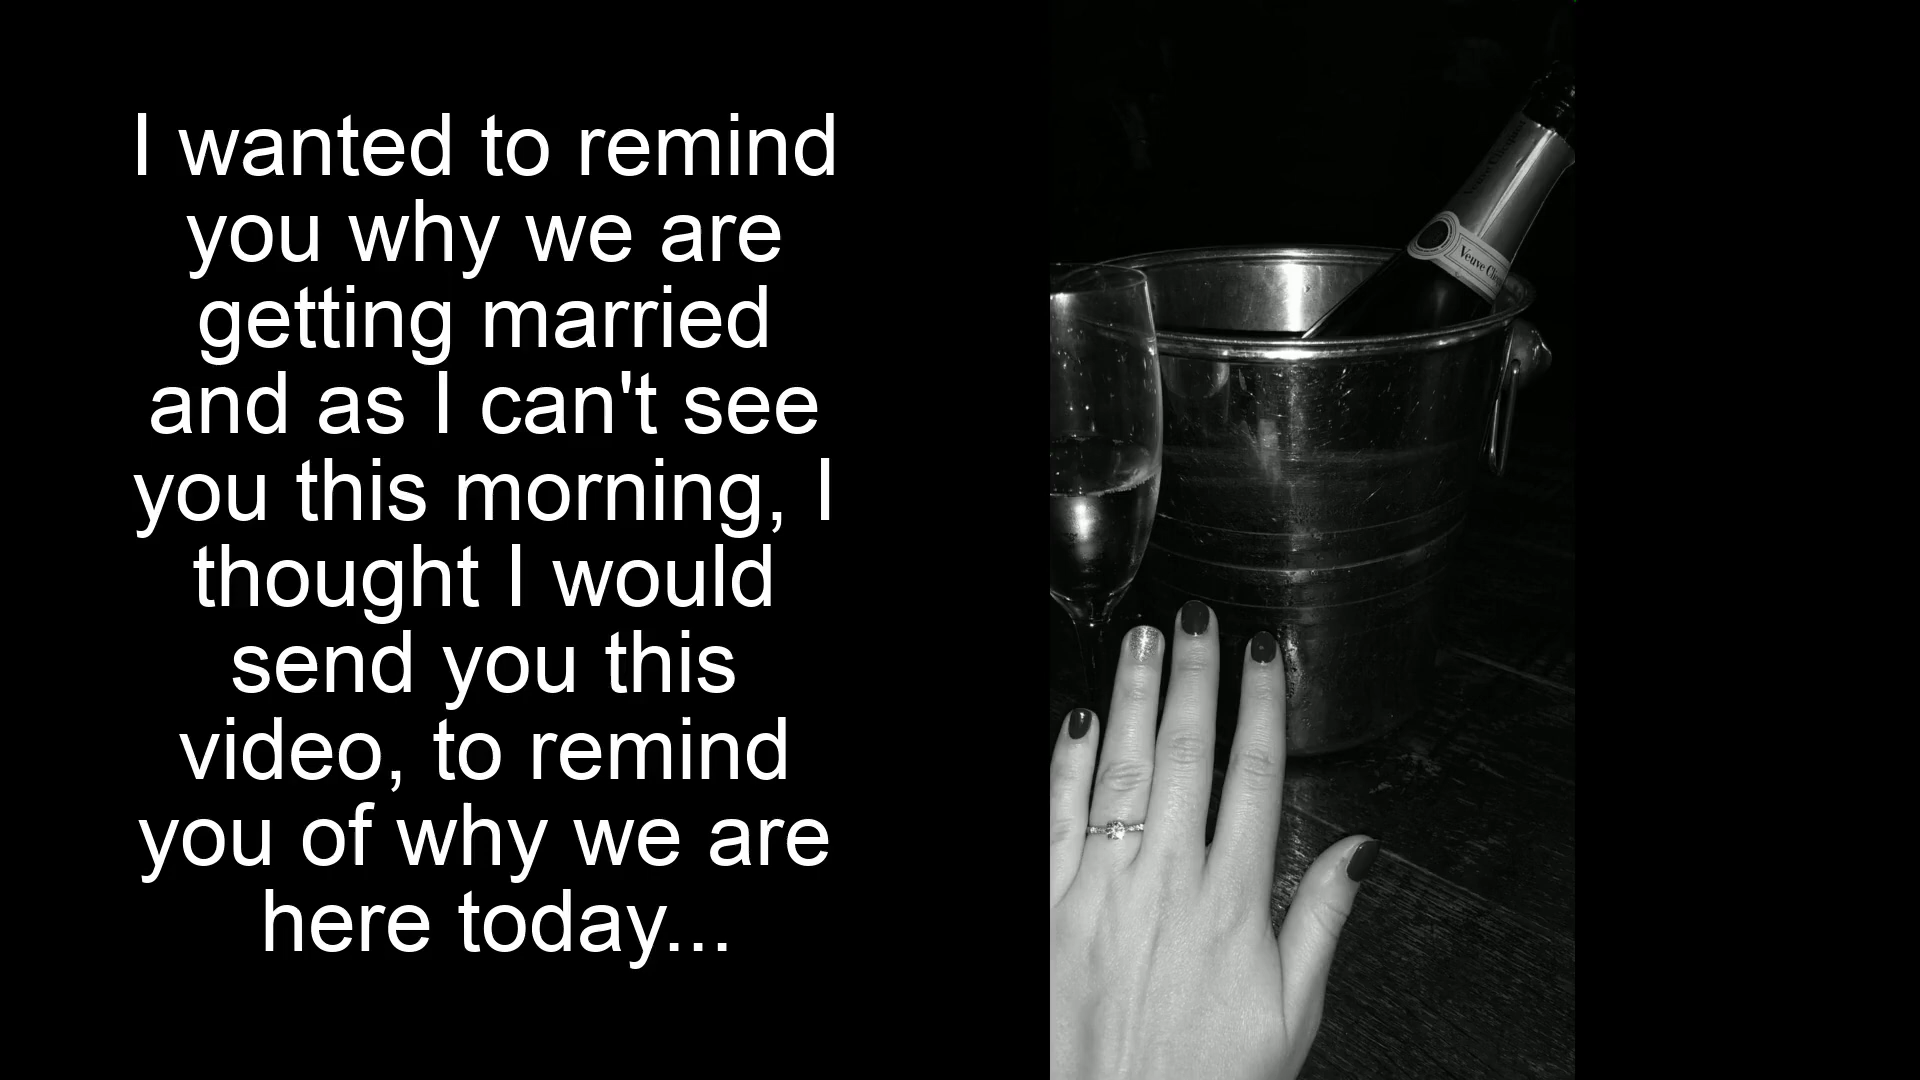 I wanted to remind
you why we are
getting married
and as I can't see
you this morning, I
thought I would
send you this
video, to remind
you of why we are
here today...
Veuve